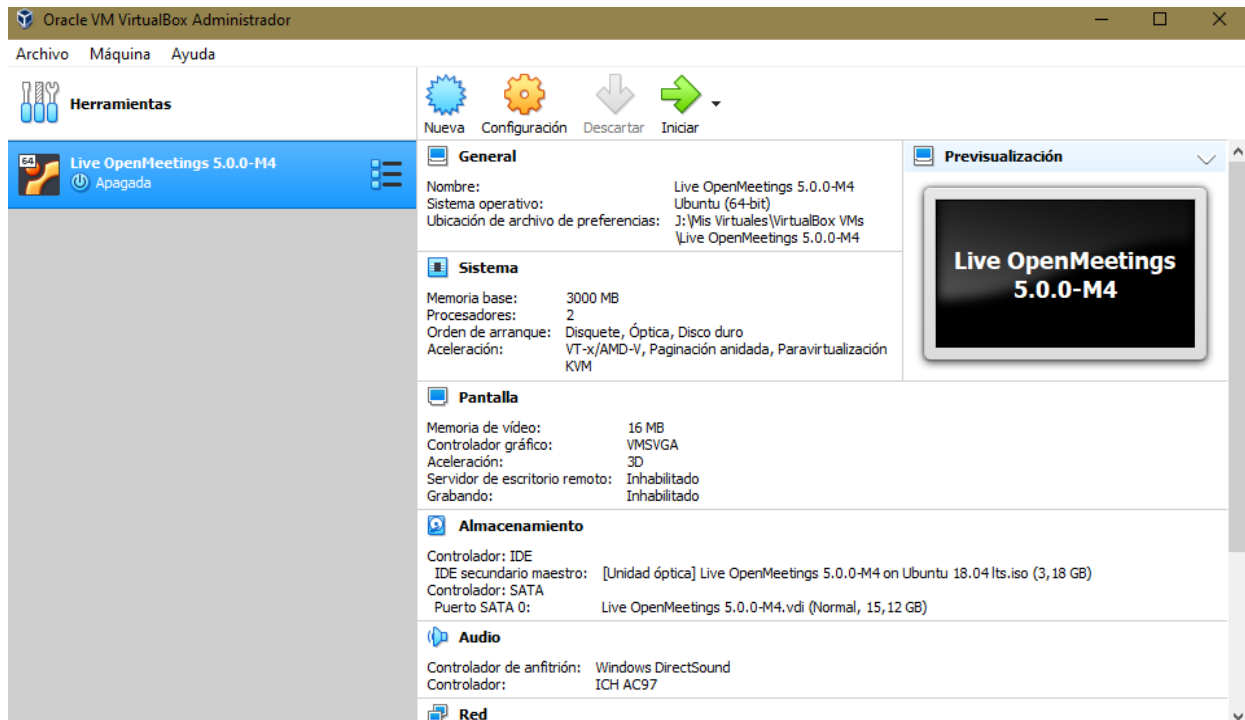 Oracle VM VirtualBox Administrador
Archivo Máquina Ayuda
Herramientas
Nueva Configuración Descartar Iniciar
64
Live OpenMeetings 5.0.0-M4
Apagada
General
Nombre: Live OpenMeetings 5.0.0-M4
Sistema operativo: Ubuntu (64-bit)
Ubicación de archivo de preferencias: J:\Mis Virtuales\VirtualBox VMs
\Live OpenMeetings 5.0.0-M4
Previsualización
Live OpenMeetings
5.0.0-M4
Sistema
Memoria base: 3000 MB
Procesadores: 2
Orden de arranque: Disquete, Óptica, Disco duro
Aceleración: VT-x/AMD-V, Paginación anidada, Paravirtualización
KVM
Pantalla
Memoria de vídeo: 16 MB
Controlador gráfico: VMSVGA
Aceleración: 3D
Servidor de escritorio remoto: Inhabilitado
Grabando: Inhabilitado
Almacenamiento
Controlador: IDE
IDE secundario maestro: [Unidad óptica] Live OpenMeetings 5.0.0-M4 on Ubuntu 18.04 lts.iso (3,18 GB)
Controlador: SATA
Puerto SATA 0: Live OpenMeetings 5.0.0-M4.vdi (Normal, 15,12 GB)
Audio
Controlador de anfitrión: Windows DirectSound
Controlador: ICH AC97
Red